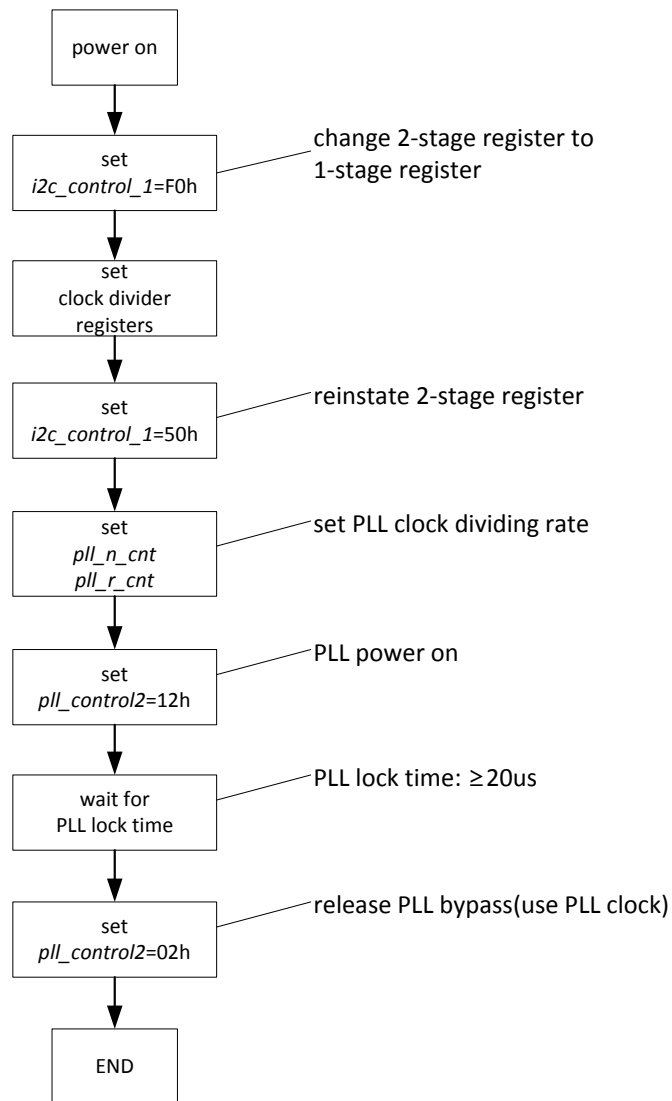 power on
set
i2c_control_1=F0h
change 2-stage register to
1-stage register
set
clock divider
registers
set
i2c_control_1=50h
reinstate 2-stage register
set
pll_n_cnt
pll_r_cnt
set PLL clock dividing rate
set
pll_control2=12h
PLL power on
wait for
PLL lock time
PLL lock time: ≥20us
set
pll_control2=02h
release PLL bypass(use PLL clock)
END